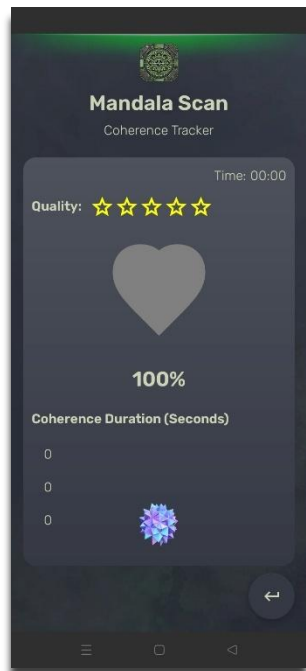 Mandala Scan
Coherence Tracker
Time: 00:00
Quality:
100%
Coherence Duration (Seconds)
0
0
0